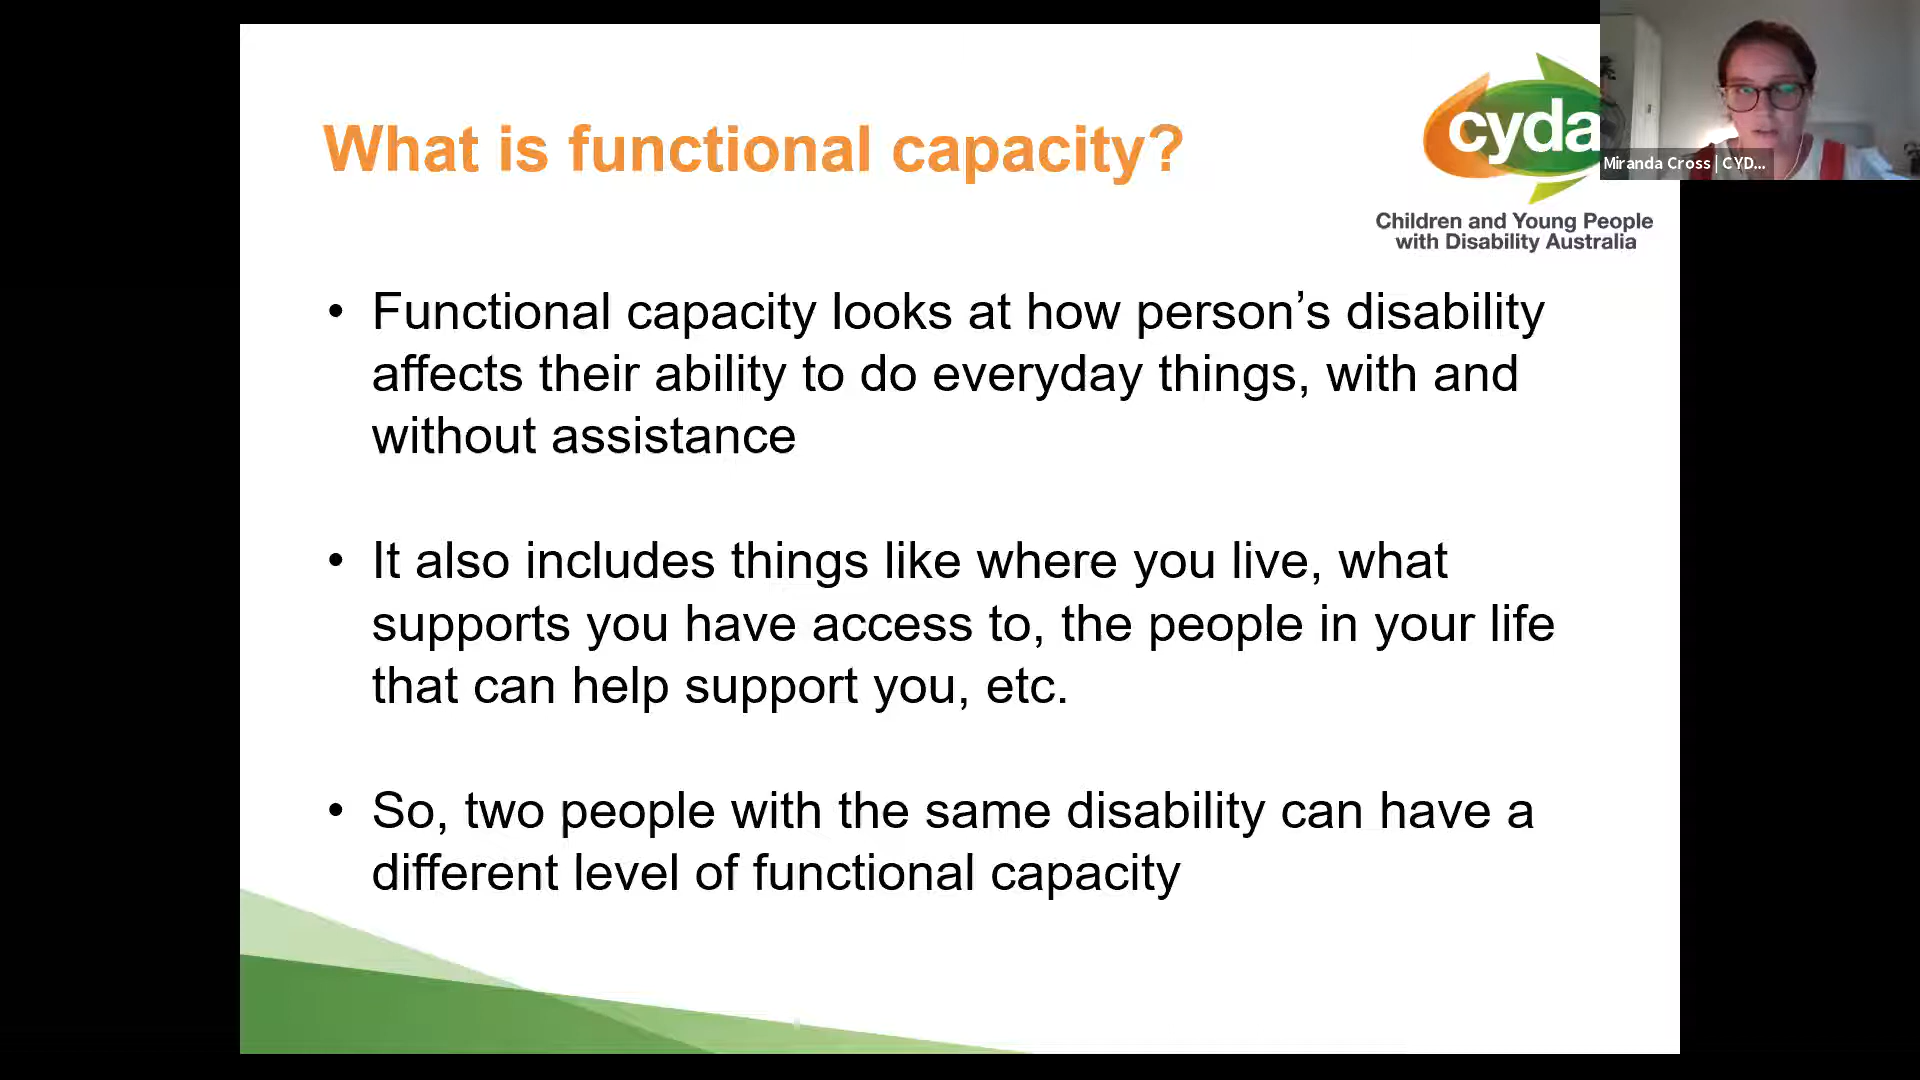 What is functional capacity?
cyda
Miranda Cross | CYD...
Children and Young People
with Disability Australia
• Functional capacity looks at how person’s disability
affects their ability to do everyday things, with and
without assistance
• It also includes things like where you live, what
supports you have access to, the people in your life
that can help support you, etc.
• So, two people with the same disability can have a
different level of functional capacity